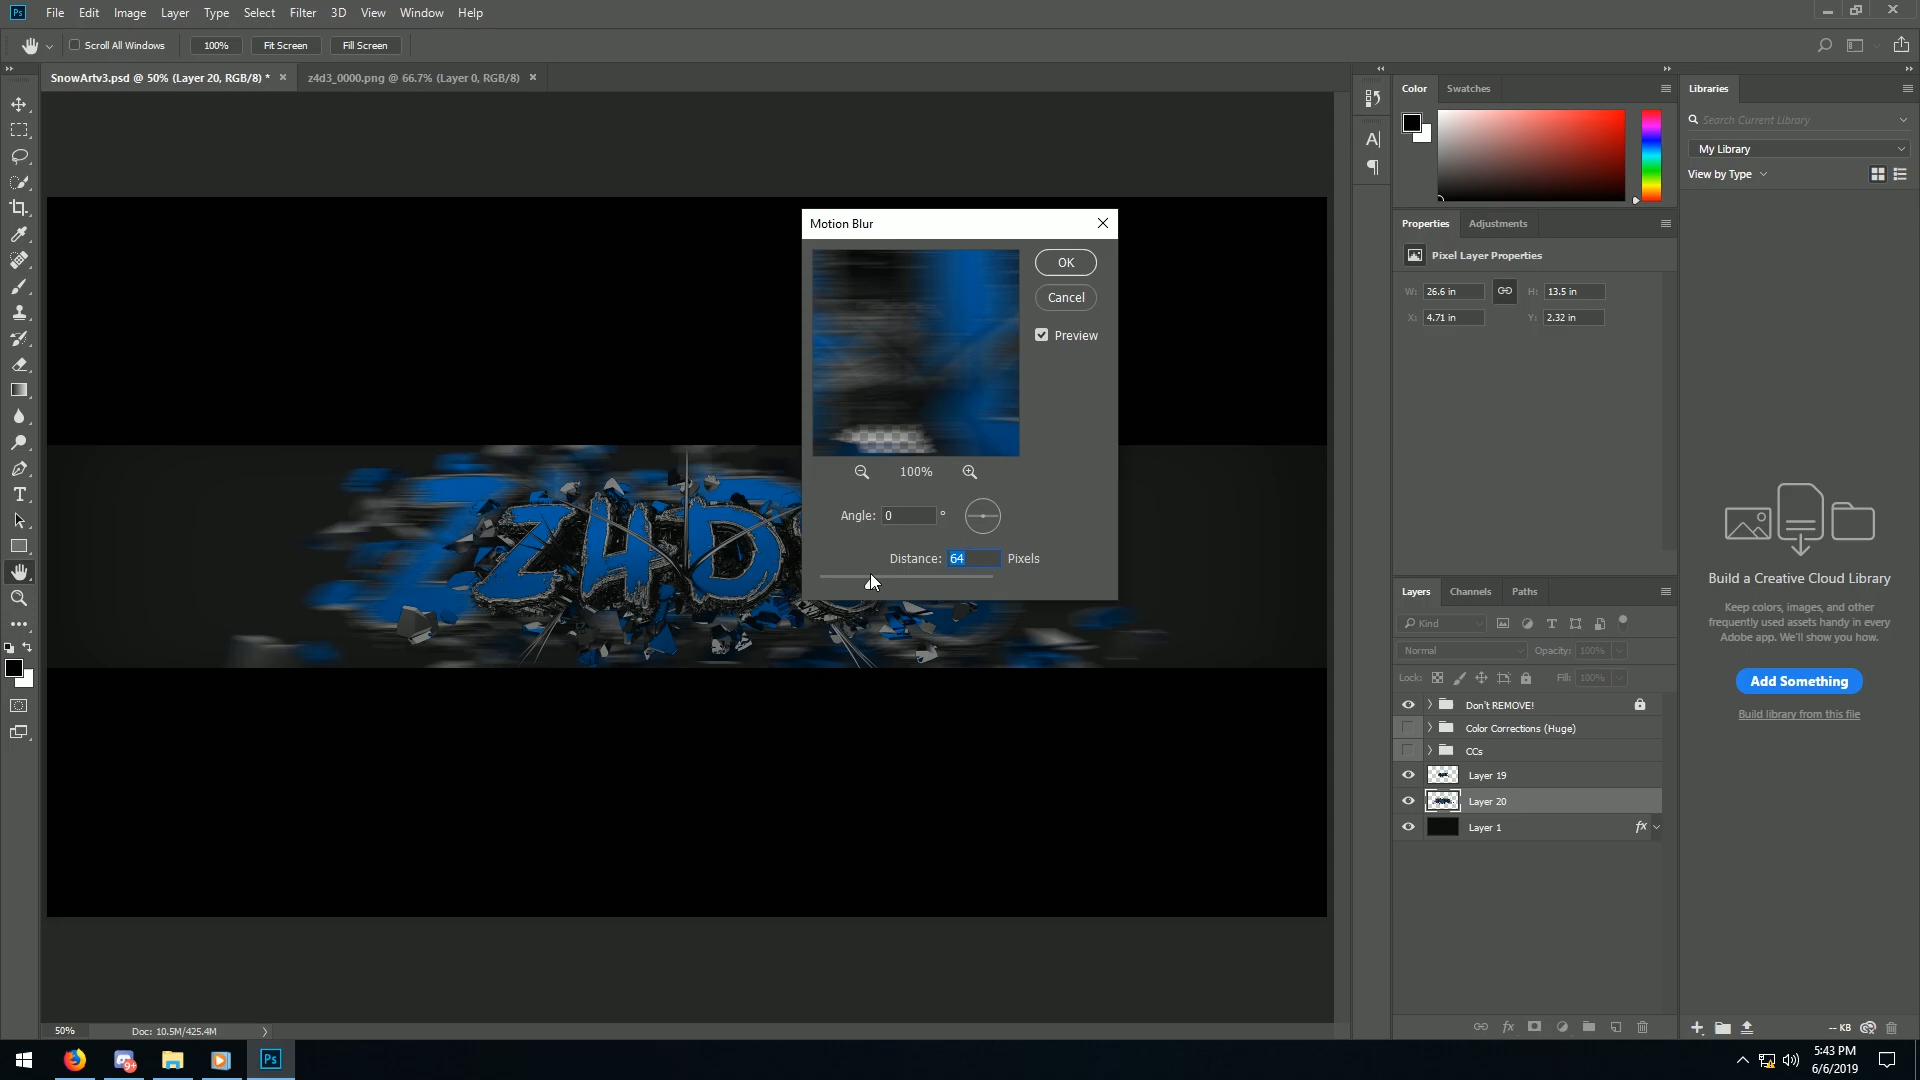 Ps File Edit Image Layer Type Select Filter 3D View Window Help
Scroll All Windows 100% Fit Screen Fill Screen
SnowArtv3.psd @ 50% (Layer 20, RGB/8) * z4d3_0000.png @ 66.7% (Layer 0, RGB/8)
Color Swatches
Libraries
Search Current Library
My Library
View by Type
Properties Adjustments
Pixel Layer Properties
W: 26.6 in H: 13.5 in
X: 4.71 in Y: 2.32 in
Motion Blur
OK
Cancel
Preview
100%
Angle: 0 °
Distance: 64 Pixels
Z4D
Build a Creative Cloud Library
Keep colors, images, and other
frequently used assets handy in every
Adobe app. We'll show you how.
Add Something
Build library from this file
Layers Channels Paths
Kind
Normal Opacity: 100%
Lock: Fill: 100%
Don't REMOVE!
Color Corrections (Huge)
CCs
Layer 19
Layer 20
Layer 1 fx
fx
-- KB
50% Doc: 10.5M/425.4M
9+
Ps
5:43 PM
6/6/2019